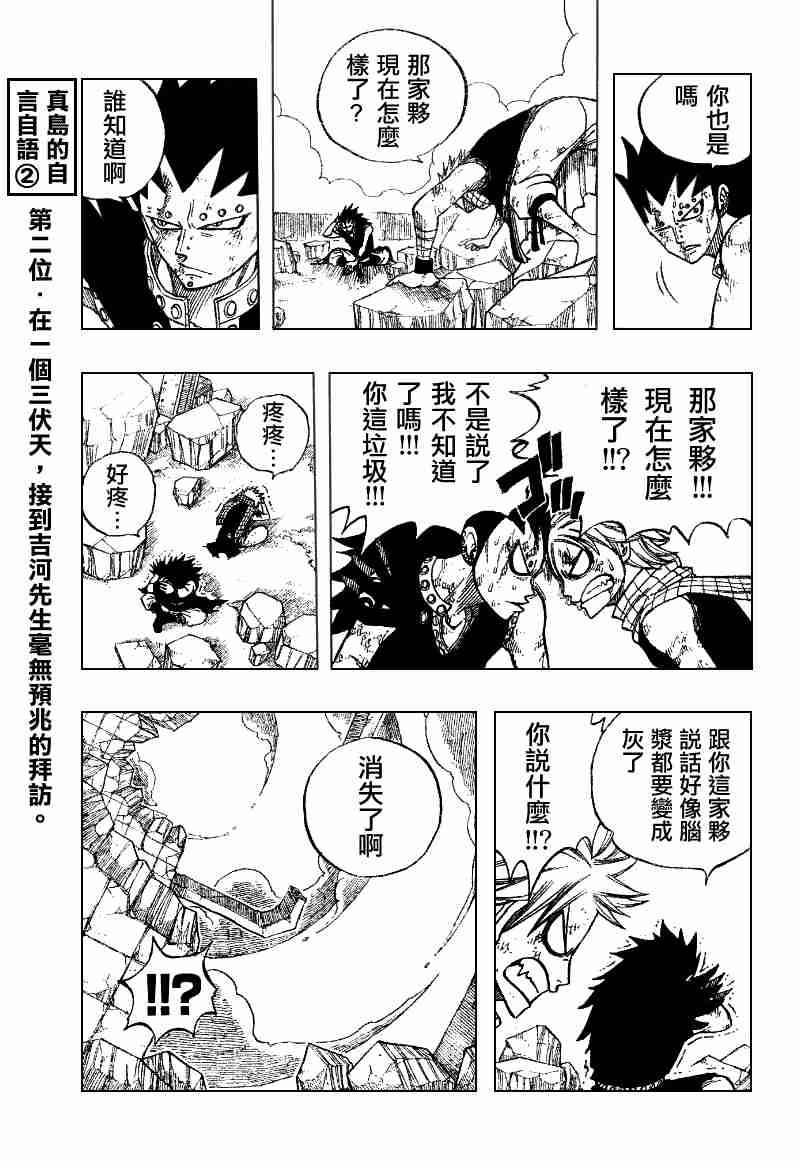 你也是
嗎
那家夥
現在怎麼
樣了？
誰知道啊
真島的自
言自語②
第二位．在一個三伏天，接到吉河先生毫無預兆的拜訪。
那家夥!!!
現在怎麼
樣了!!?
不是説了
我不知道
了嗎!!!
你這垃圾!!!
ゴゴ
疼疼…
好疼…
跟你這家夥
説話好像腦
漿都要變成
灰了
你説什麼!!?
消失了啊
!!?